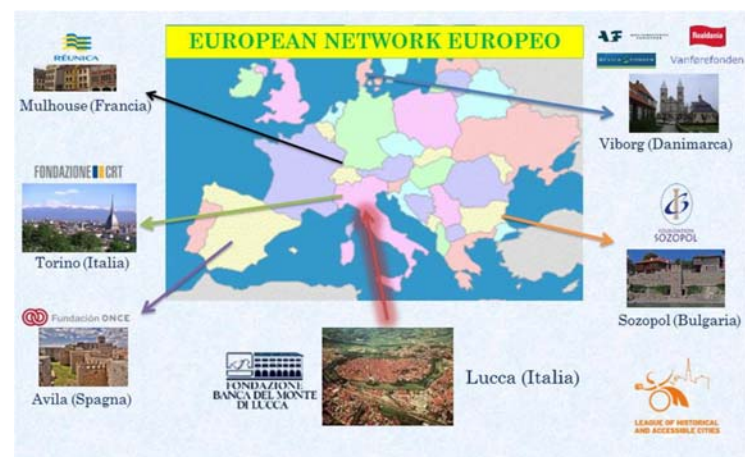 EUROPEAN NETWORK EUROPEO
RÉUNICA
Mulhouse (Francia)
FONDAZIONE CRT
Torino (Italia)
Fundación ONCE
Avila (Spagna)
FONDAZIONE
BANCA DEL MONTE
DI LUCCA
Lucca (Italia)
Realdania
Vanførefonden
Viborg (Danimarca)
FOUNDATION
SOZOPOL
Sozopol (Bulgaria)
LEAGUE OF HISTORICAL
AND ACCESSIBLE CITIES